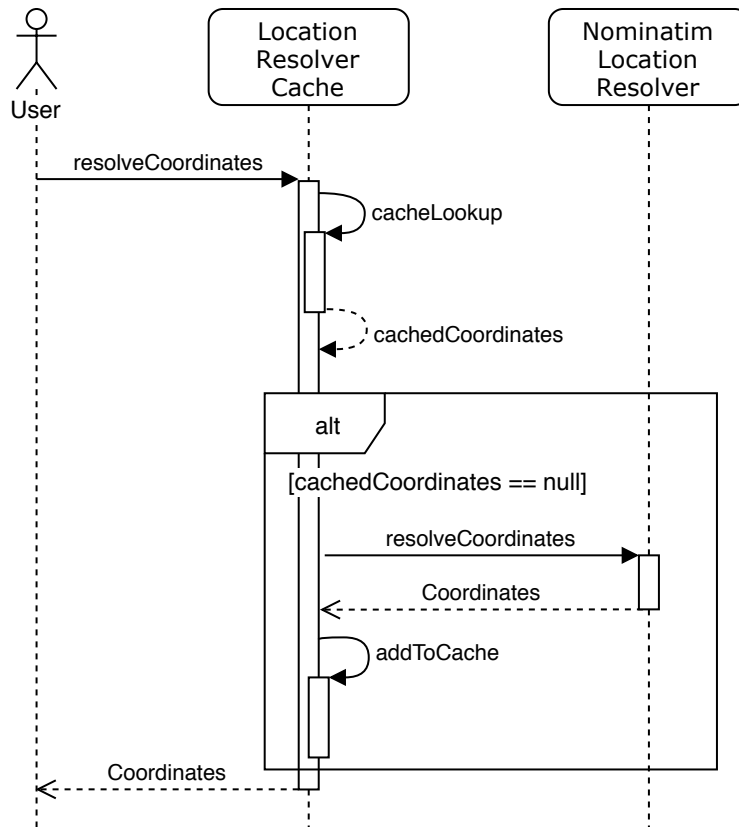 User
Location
Resolver
Cache
Nominatim
Location
Resolver
resolveCoordinates
cacheLookup
cachedCoordinates
alt
[cachedCoordinates == null]
resolveCoordinates
Coordinates
addToCache
Coordinates